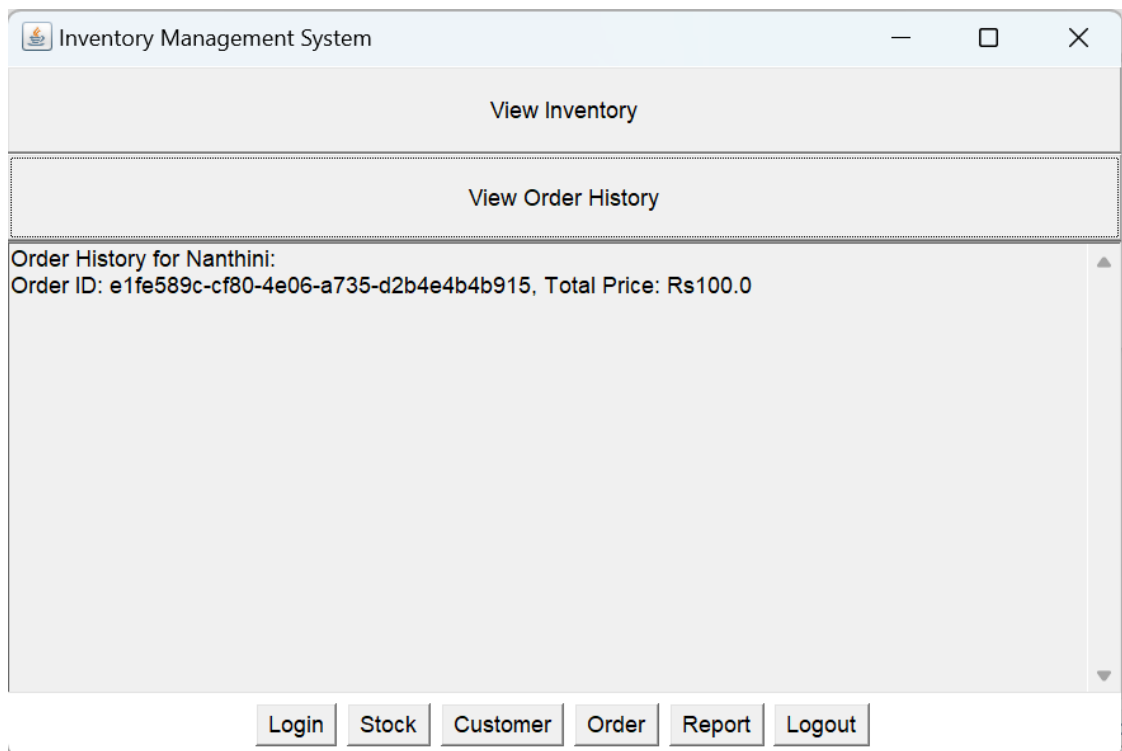 Inventory Management System
View Inventory
View Order History
Order History for Nanthini:
Order ID: e1fe589c-cf80-4e06-a735-d2b4e4b4b915, Total Price: Rs100.0
Login Stock Customer Order Report Logout